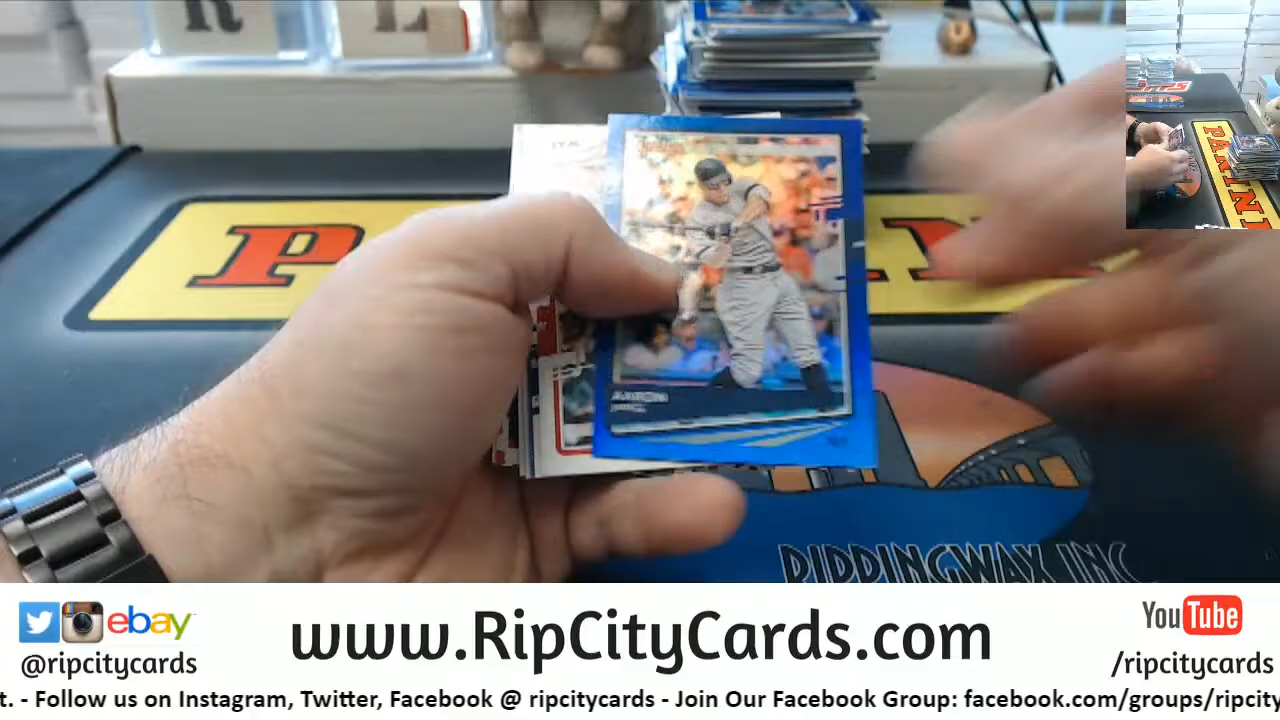 R
PANINI
AARON
RIPPINGWAX INC
YouTube
ebay
www.RipCityCards.com
@ripcitycards
/ripcitycards
t. - Follow us on Instagram, Twitter, Facebook @ ripcitycards - Join Our Facebook Group: facebook.com/groups/ripcity